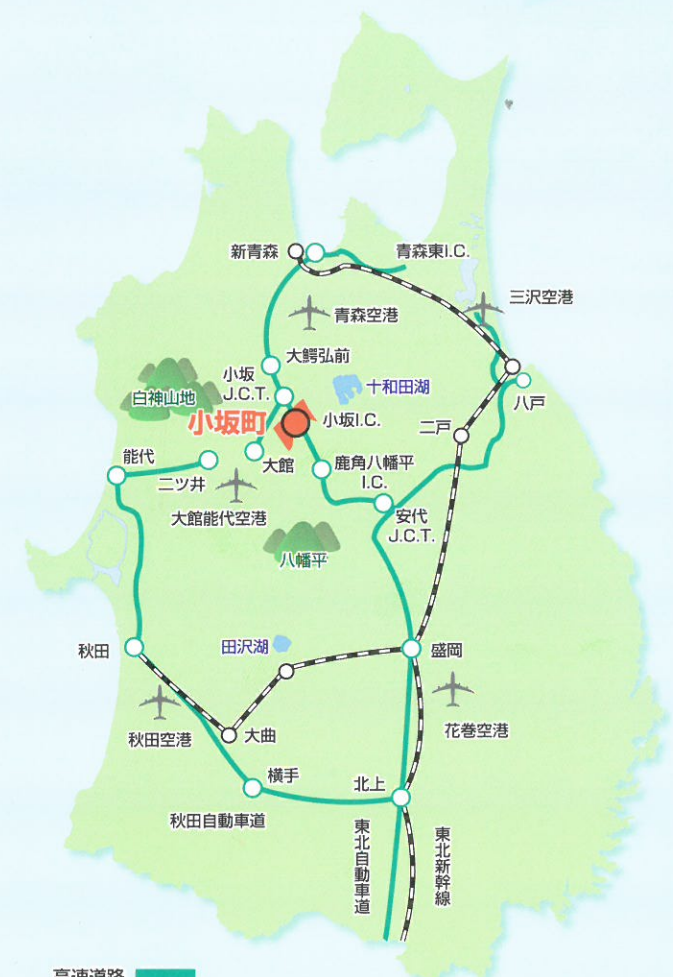 新青森
青森東I.C.
三沢空港
青森空港
大鰐弘前
小坂
J.C.T.
十和田湖
白神山地
八戸
小坂町
小坂I.C.
二戸
能代
大館
鹿角八幡平
I.C.
二ツ井
大館能代空港
安代
J.C.T.
八幡平
秋田
田沢湖
盛岡
秋田空港
大曲
花巻空港
横手
北上
秋田自動車道
東北自動車道
東北新幹線
高速道路